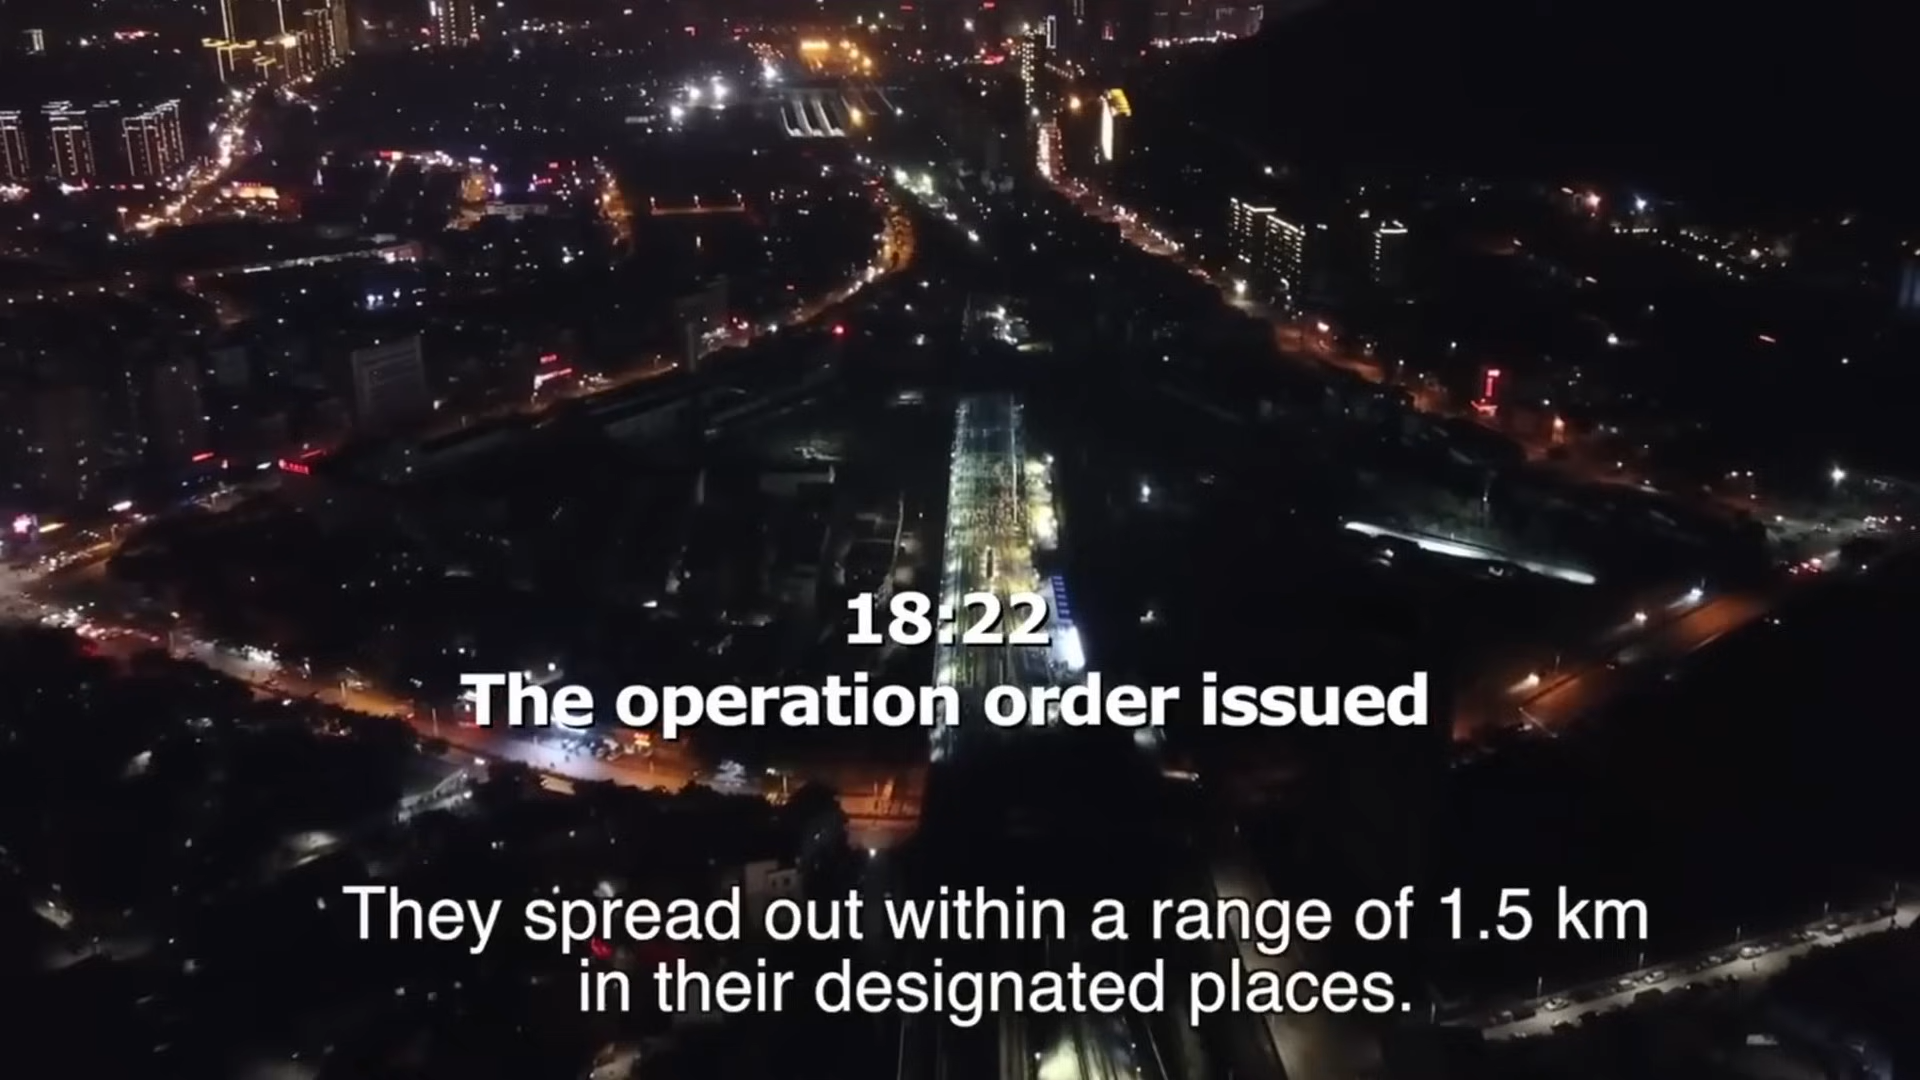 18:22
The operation order issued
They spread out within a range of 1.5 km
in their designated places.